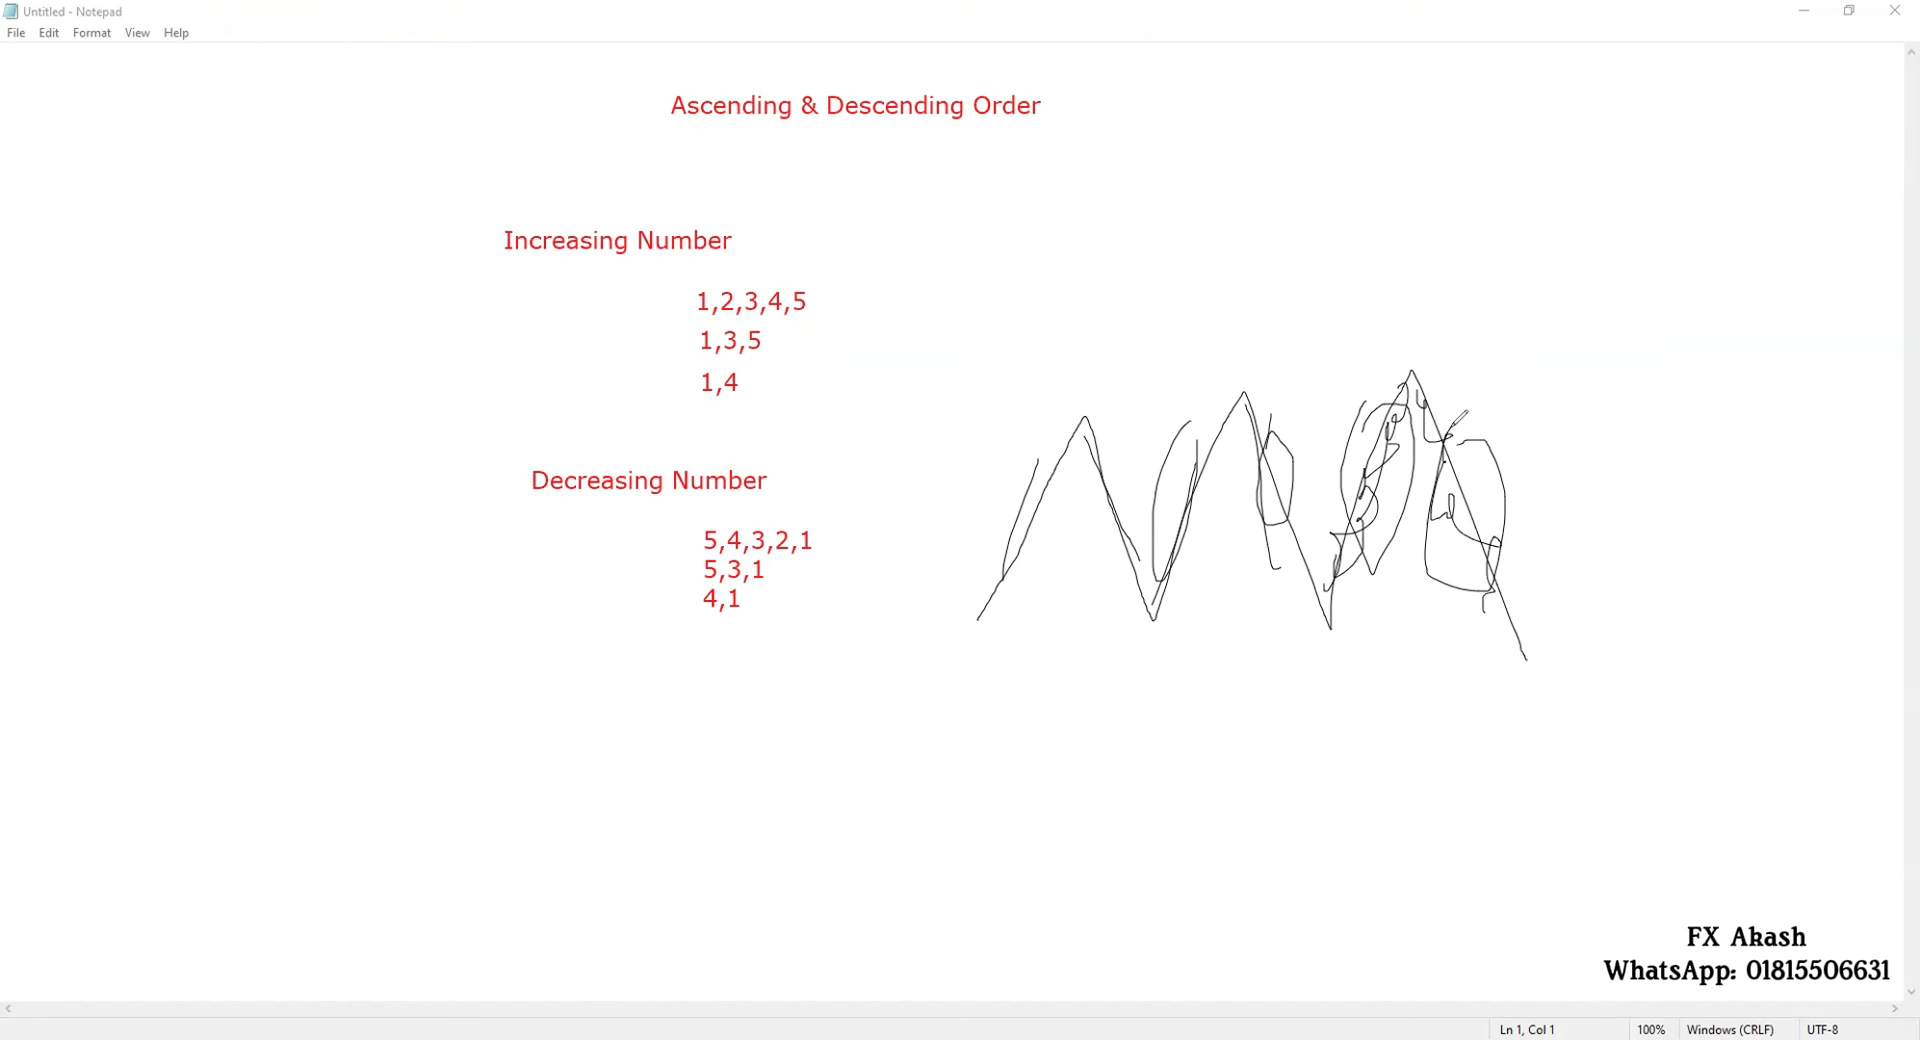 Untitled - Notepad
File Edit Format View Help
Ascending & Descending Order
Increasing Number
1,2,3,4,5
1,3,5
1,4
Decreasing Number
5,4,3,2,1
5,3,1
4,1
FX Akash
WhatsApp: 01815506631
Ln 1, Col 1 100% Windows (CRLF) UTF-8